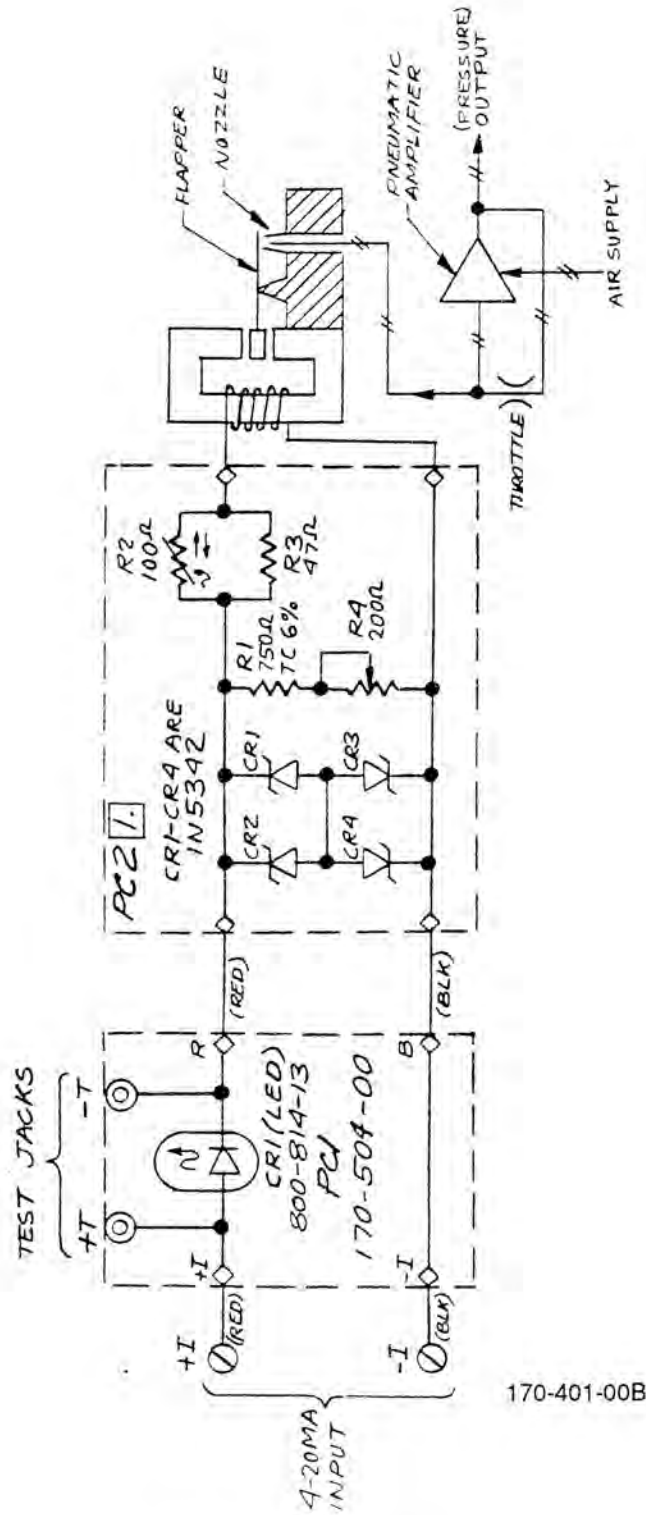 TEST JACKS
+T
-T
4-20MA
INPUT
+I
(RED)
+I
-I
(BLK)
-I
CR1(LED)
800-814-13
PC1
170-504-00
R
B
(RED)
(BLK)
PC2 1.
CR1-CR4 ARE
1N5342
CR2
CR1
CR4
CR3
R1
750Ω
TC 6%
R4
200Ω
R2
100Ω
R3
47Ω
FLAPPER
NOZZLE
PNEUMATIC
AMPLIFIER
(PRESSURE)
OUTPUT
THROTTLE
AIR SUPPLY
170-401-00B